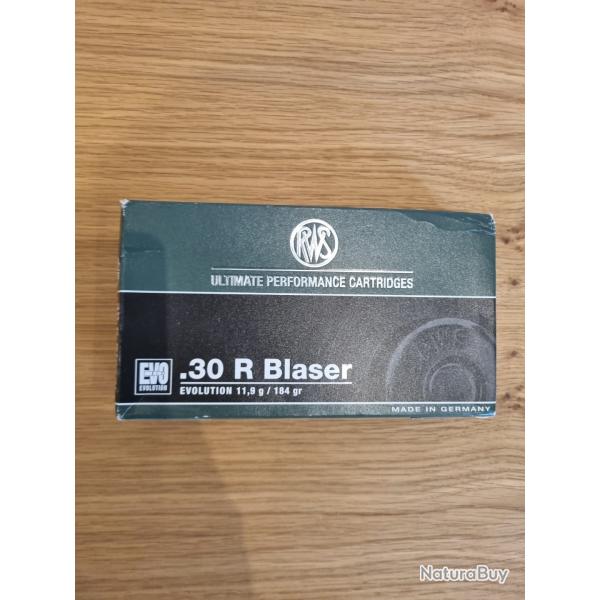 RWS
ULTIMATE PERFORMANCE CARTRIDGES
EVO
EVOLUTION
.30 R Blaser
EVOLUTION 11,9 g / 184 gr
MADE IN GERMANY
NaturaBuy